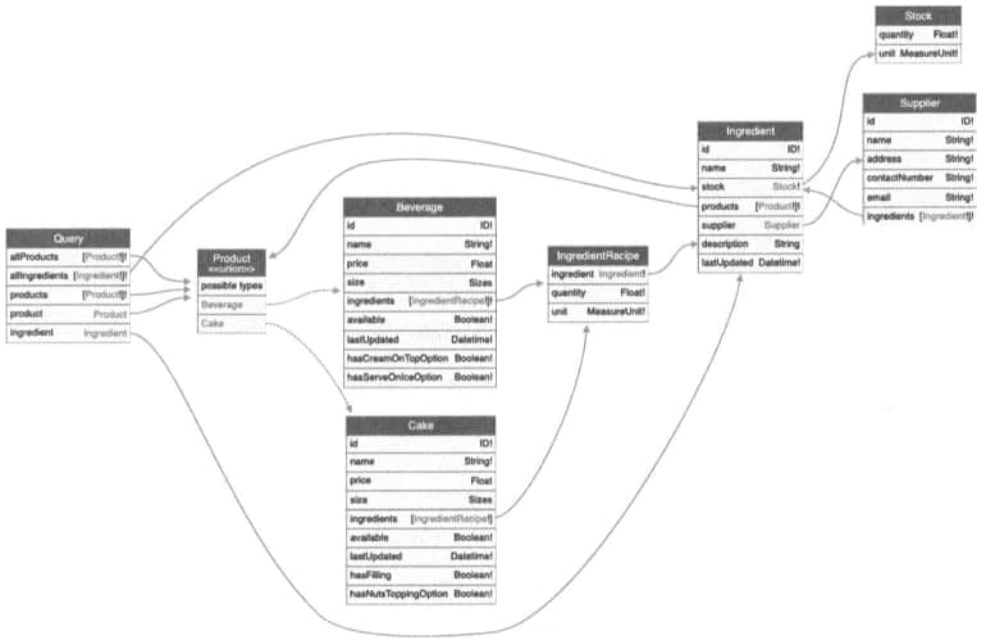 Stock
quantity Float!
unit MeasureUnit!
Supplier
id ID!
name String!
address String!
contactNumber String!
email String!
ingredients [Ingredient!]!
Ingredient
id ID!
name String!
stock Stock!
products [Product!]!
supplier Supplier
description String
lastUpdated Datetime!
Beverage
id ID!
name String!
price Float
size Sizes
ingredients [IngredientRecipe!]!
available Boolean!
lastUpdated Datetime!
hasCreamOnTopOption Boolean!
hasServeOnIceOption Boolean!
Query
allProducts [Product!]!
allIngredients [Ingredient!]!
products [Product!]!
product Product
ingredient Ingredient
Product
<<union>>
possible types
Beverage
Cake
IngredientRecipe
ingredient Ingredient!
quantity Float!
unit MeasureUnit!
Cake
id ID!
name String!
price Float
size Sizes
ingredients [IngredientRecipe!]
available Boolean!
lastUpdated Datetime!
hasFilling Boolean!
hasNutsToppingOption Boolean!